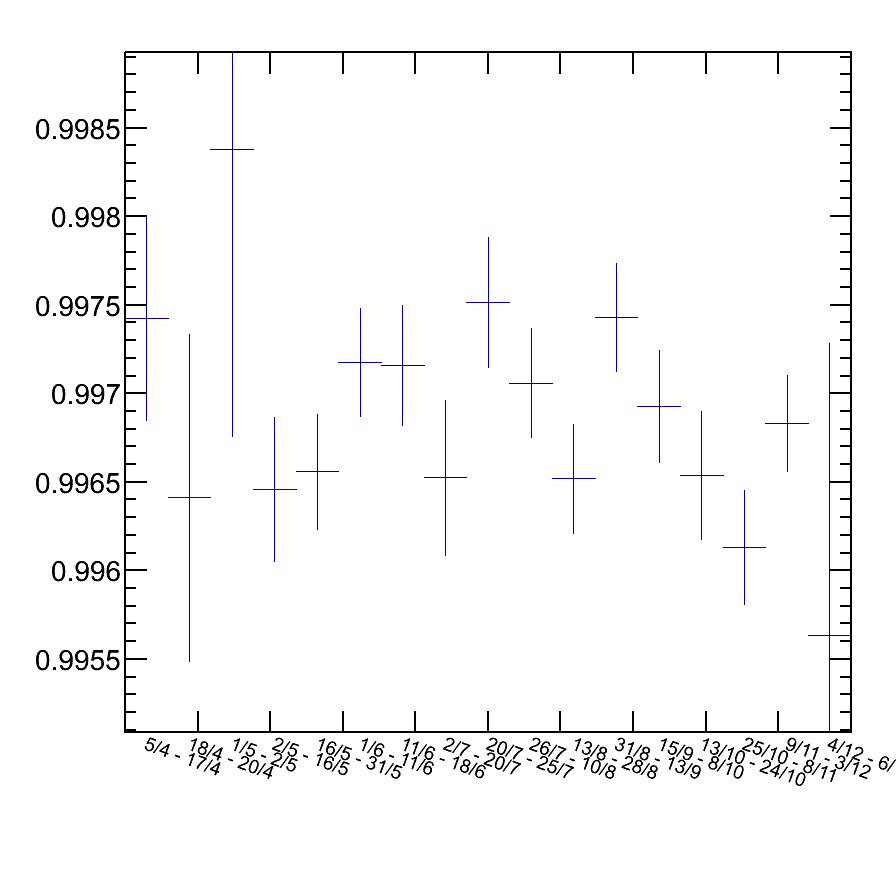 0.9985
0.998
0.9975
0.997
0.9965
0.996
0.9955
5/4 - 17/4
18/4 - 20/4
1/5 - 2/5
2/5 - 16/5
16/5 - 31/5
1/6 - 11/6
11/6 - 18/6
2/7 - 20/7
20/7 - 25/7
26/7 - 10/8
13/8 - 28/8
31/8 - 13/9
15/9 - 8/10
13/10 - 24/10
25/10 - 8/11
9/11 - 3/12
4/12 - 6/